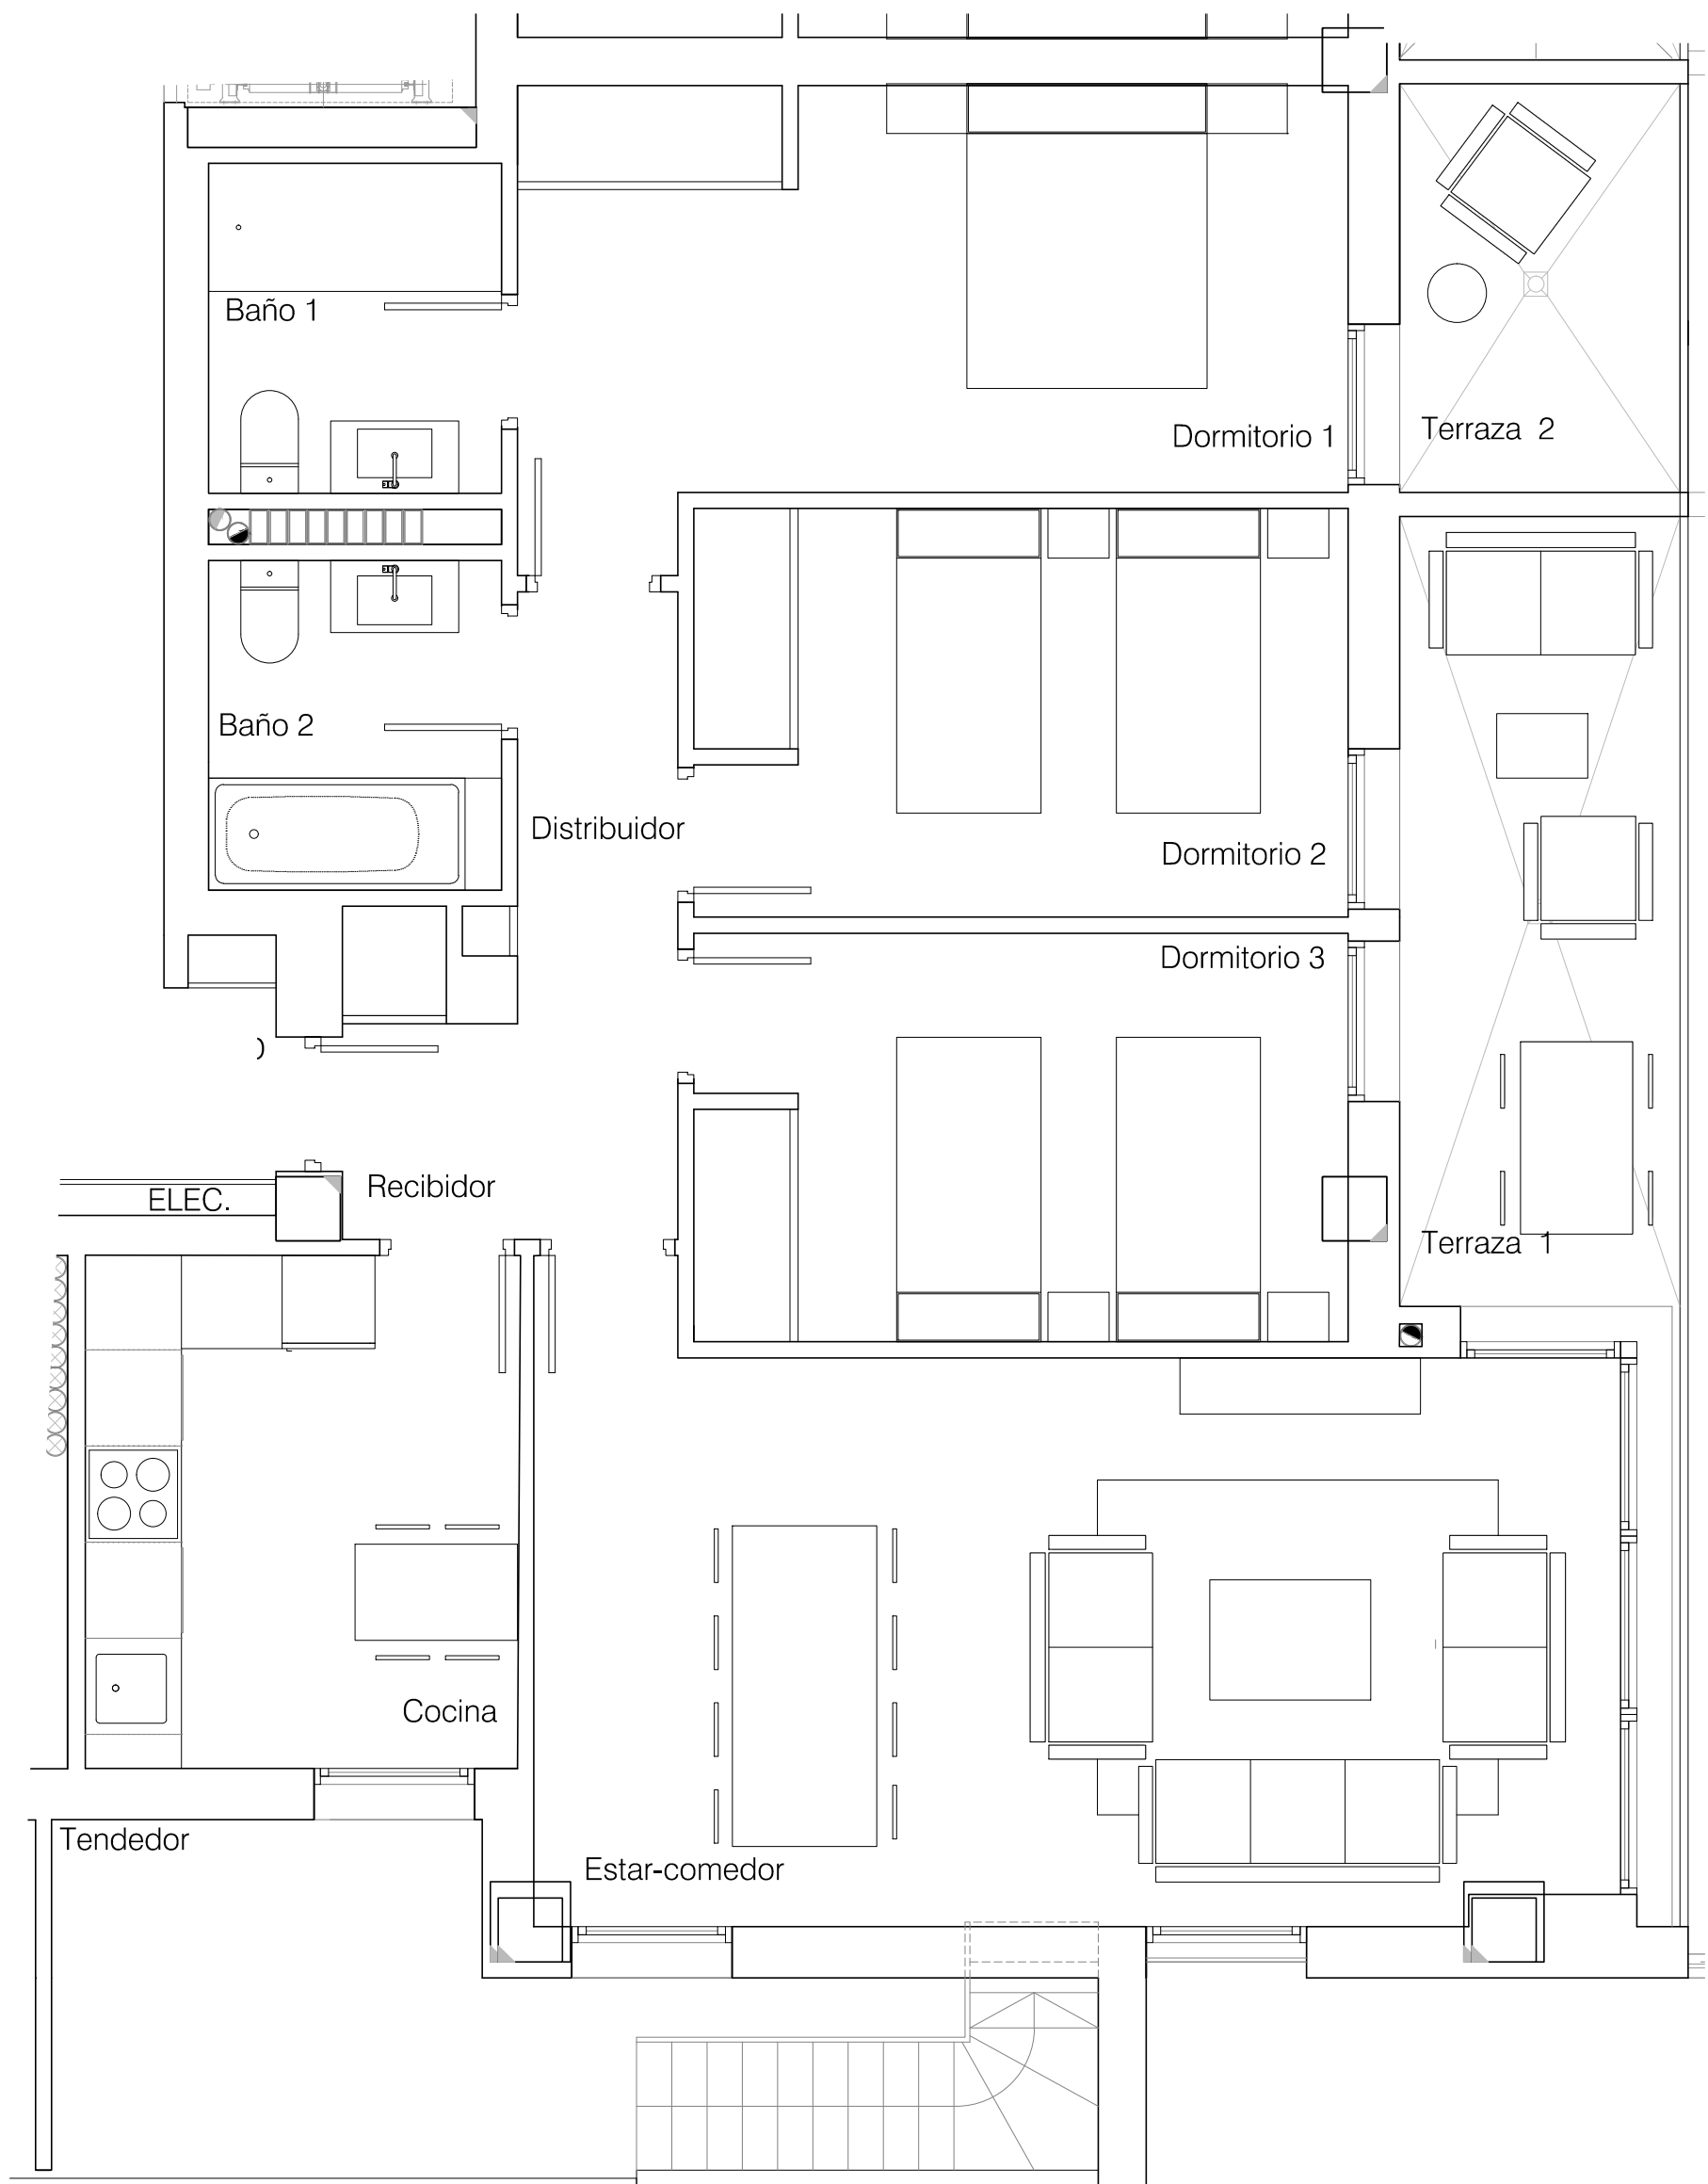 Baño 1
Dormitorio 1
Terraza 2
Baño 2
Distribuidor
Dormitorio 2
Dormitorio 3
Recibidor
ELEC.
Terraza 1
Cocina
Tendedor
Estar-comedor